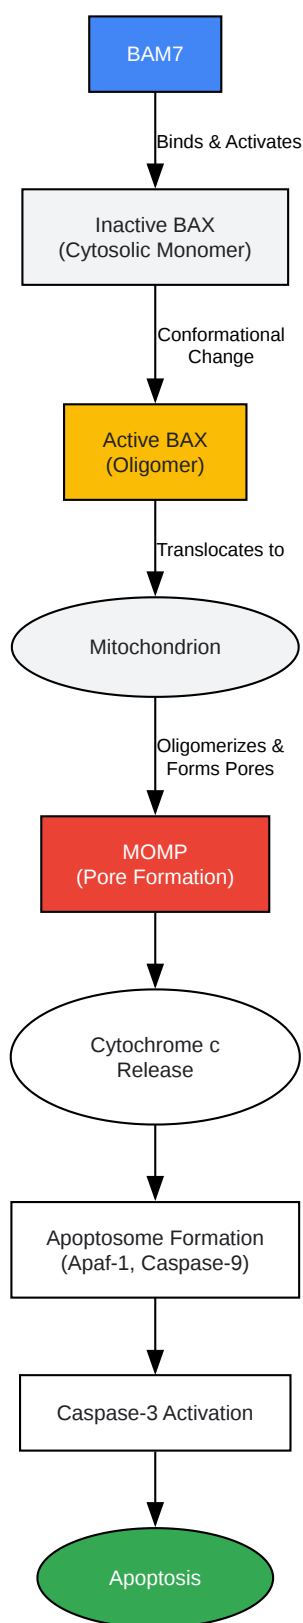 BAM7
Binds & Activates
Inactive BAX
(Cytosolic Monomer)
Conformational
Change
Active BAX
(Oligomer)
Translocates to
Mitochondrion
Oligomerizes &
Forms Pores
MOMP
(Pore Formation)
Cytochrome c
Release
Apoptosome Formation
(Apaf-1, Caspase-9)
Caspase-3 Activation
Apoptosis